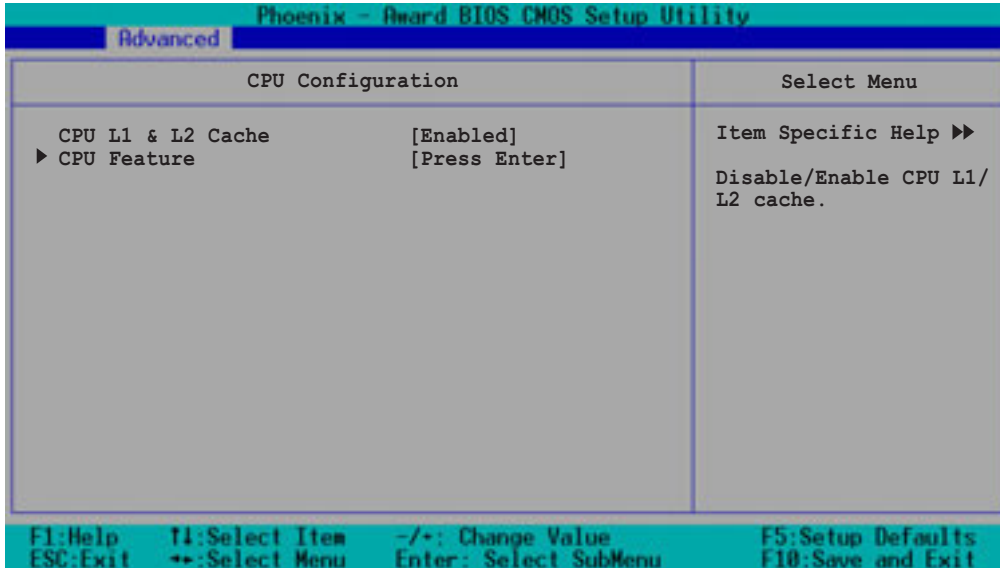 Phoenix - Award BIOS CMOS Setup Utility
Advanced
CPU Configuration
Select Menu
CPU L1 & L2 Cache [Enabled]
▶ CPU Feature [Press Enter]
Item Specific Help ▶▶
Disable/Enable CPU L1/
L2 cache.
F1:Help ↑↓:Select Item -/+: Change Value F5:Setup Defaults
ESC:Exit ←→:Select Menu Enter: Select SubMenu F10:Save and Exit